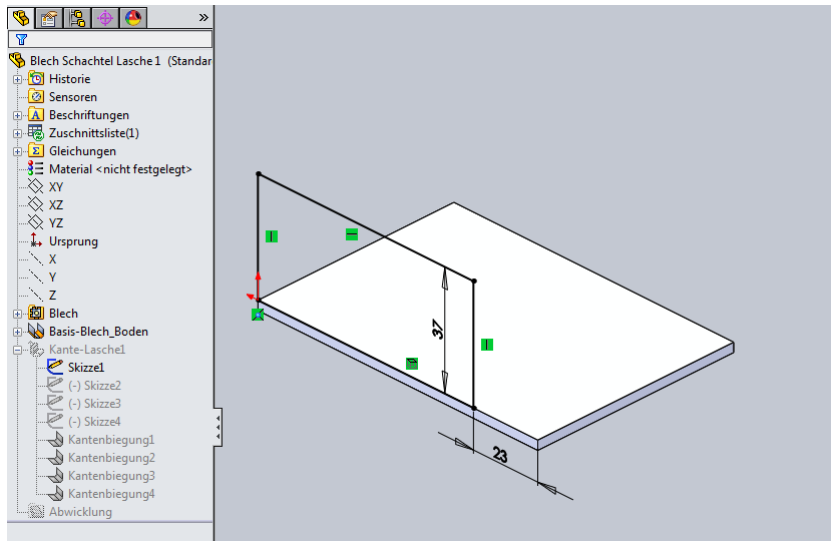 »
Blech Schachtel Lasche 1 (Standar
Historie
Sensoren
A Beschriftungen
Zuschnittsliste(1)
Σ Gleichungen
Material <nicht festgelegt>
XY
XZ
YZ
Ursprung
X
Y
Z
Blech
Basis-Blech_Boden
Kante-Lasche1
Skizze1
(-) Skizze2
(-) Skizze3
(-) Skizze4
Kantenbiegung1
Kantenbiegung2
Kantenbiegung3
Kantenbiegung4
Abwicklung
37
23